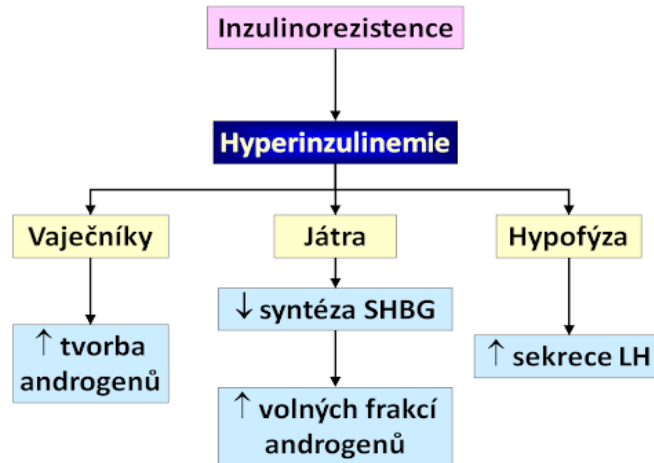 Inzulinorezistence
Hyperinzulinemie
Vaječníky
Játra
Hypofýza
↑ tvorba
androgenů
↓ syntéza SHBG
↑ volných frakcí
androgenů
↑ sekrece LH